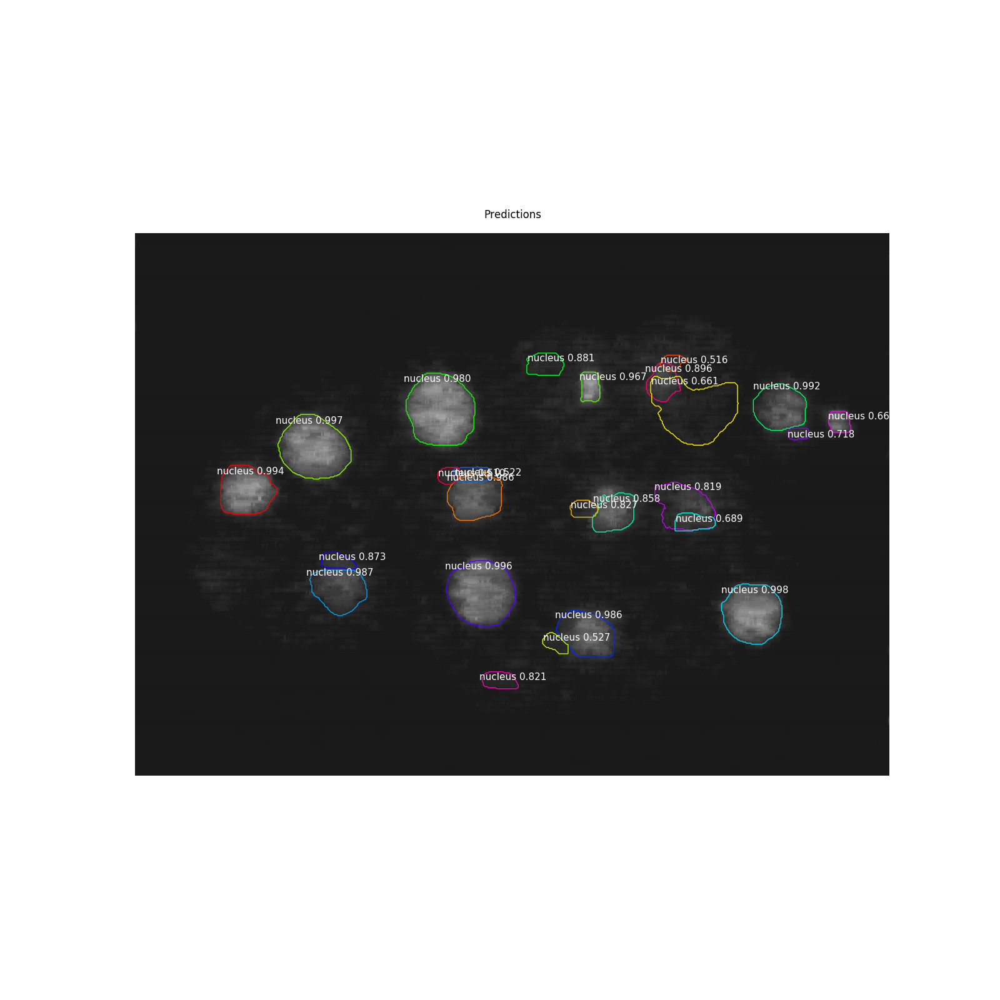 Predictions
nucleus 0.881
nucleus 0.516
nucleus 0.896
nucleus 0.967
nucleus 0.980
nucleus 0.661
nucleus 0.992
nucleus 0.66
nucleus 0.997
nucleus 0.718
nucleus 0.994
nucleus 0.522
nucleus 0.986
nucleus 0.819
nucleus 0.858
nucleus 0.827
nucleus 0.689
nucleus 0.873
nucleus 0.996
nucleus 0.987
nucleus 0.998
nucleus 0.986
nucleus 0.527
nucleus 0.821